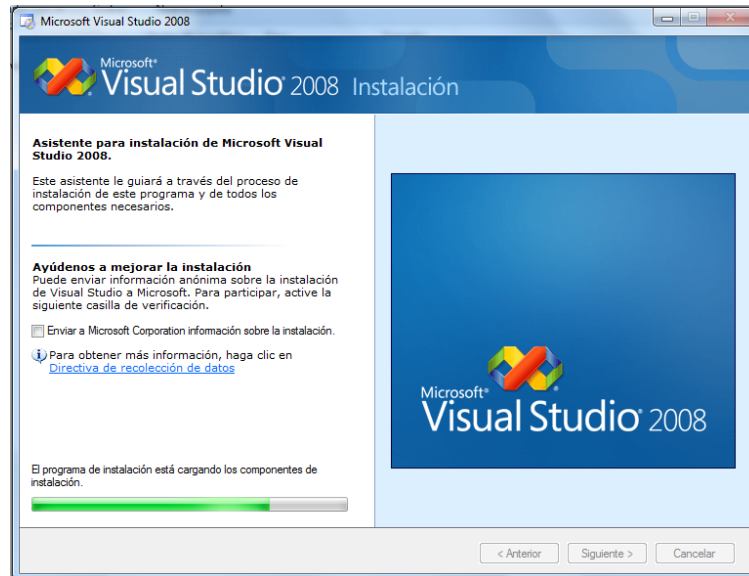 Microsoft Visual Studio 2008
Microsoft®
Visual Studio® 2008 Instalación
Asistente para instalación de Microsoft Visual
Studio 2008.
Este asistente le guiará a través del proceso de
instalación de este programa y de todos los
componentes necesarios.
Ayúdenos a mejorar la instalación
Puede enviar información anónima sobre la instalación
de Visual Studio a Microsoft. Para participar, active la
siguiente casilla de verificación.
Enviar a Microsoft Corporation información sobre la instalación.
Para obtener más información, haga clic en
Directiva de recolección de datos
Microsoft®
Visual Studio® 2008
El programa de instalación está cargando los componentes de
instalación.
< Anterior Siguiente > Cancelar